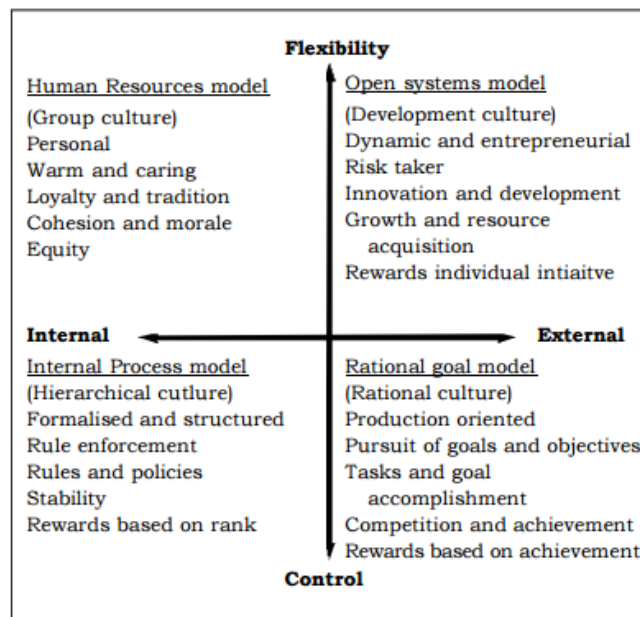 Flexibility
Human Resources model
(Group culture)
Personal
Warm and caring
Loyalty and tradition
Cohesion and morale
Equity
Open systems model
(Development culture)
Dynamic and entrepreneurial
Risk taker
Innovation and development
Growth and resource
acquisition
Rewards individual intiaitve
Internal
External
Internal Process model
(Hierarchical cutlure)
Formalised and structured
Rule enforcement
Rules and policies
Stability
Rewards based on rank
Rational goal model
(Rational culture)
Production oriented
Pursuit of goals and objectives
Tasks and goal
accomplishment
Competition and achievement
Rewards based on achievement
Control